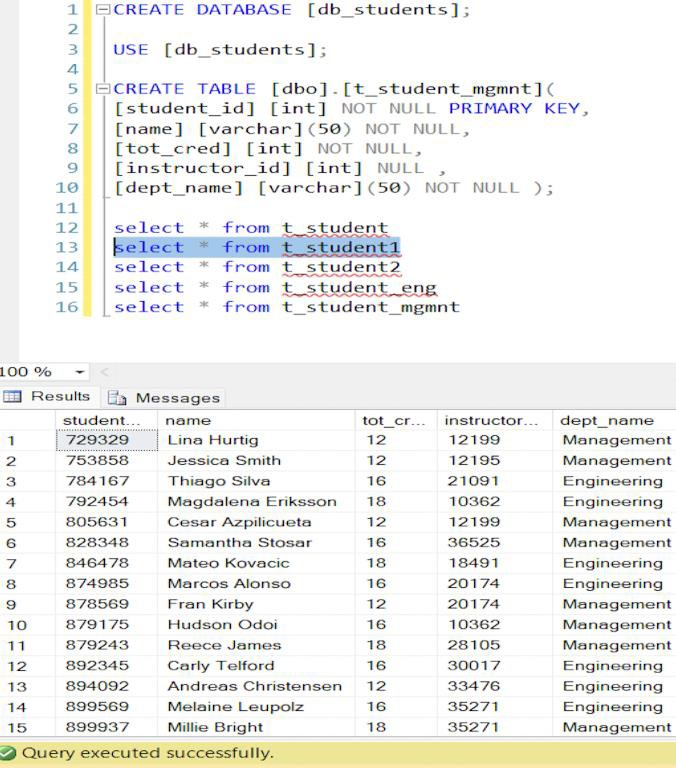 1 CREATE DATABASE [db_students];
2
3 USE [db_students];
4
5 CREATE TABLE [dbo].[t_student_mgmnt](
6 [student_id] [int] NOT NULL PRIMARY KEY,
7 [name] [varchar](50) NOT NULL,
8 [tot_cred] [int] NOT NULL,
9 [instructor_id] [int] NULL ,
10 [dept_name] [varchar](50) NOT NULL );
11
12 select * from t_student
13 select * from t_student1
14 select * from t_student2
15 select * from t_student_eng
16 select * from t_student_mgmnt
100 %
Results Messages
student... name tot_cr... instructor... dept_name
1 729329 Lina Hurtig 12 12199 Management
2 753858 Jessica Smith 12 12195 Management
3 784167 Thiago Silva 16 21091 Engineering
4 792454 Magdalena Eriksson 18 10362 Engineering
5 805631 Cesar Azpilicueta 12 12199 Management
6 828348 Samantha Stosar 16 36525 Management
7 846478 Mateo Kovacic 18 18491 Engineering
8 874985 Marcos Alonso 16 20174 Engineering
9 878569 Fran Kirby 12 20174 Management
10 879175 Hudson Odoi 16 10362 Management
11 879243 Reece James 18 28105 Management
12 892345 Carly Telford 16 30017 Engineering
13 894092 Andreas Christensen 12 33476 Engineering
14 899569 Melaine Leupolz 16 35271 Engineering
15 899937 Millie Bright 18 35271 Management
Query executed successfully.